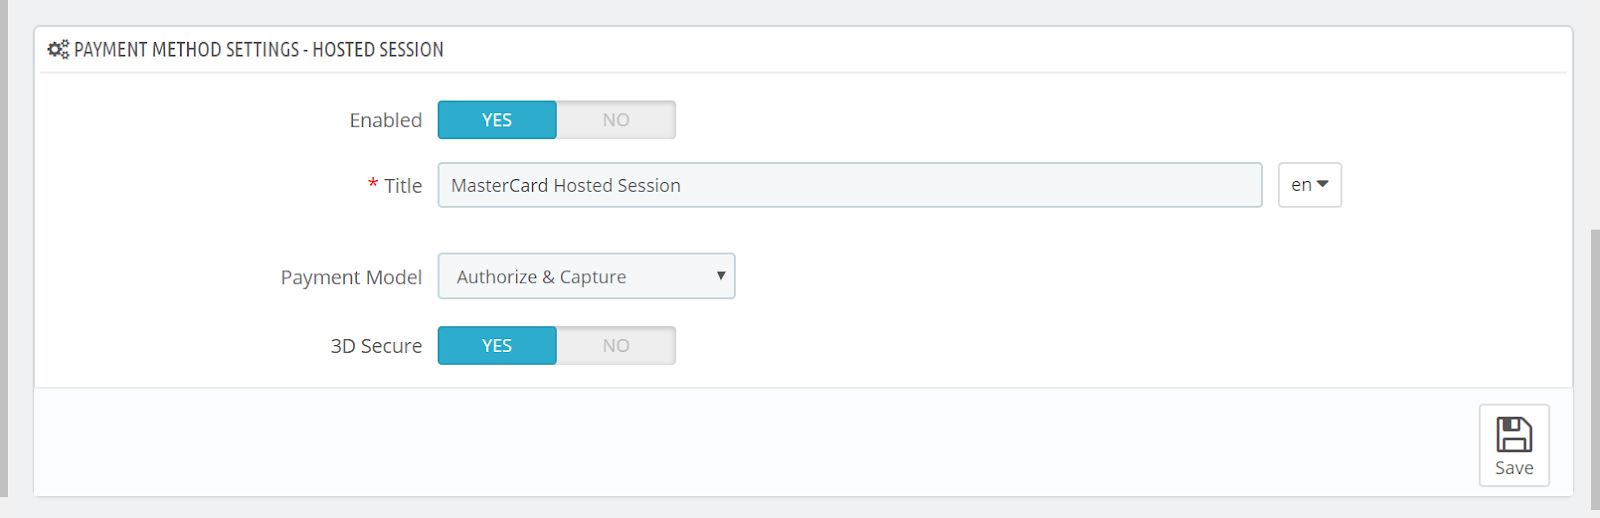 PAYMENT METHOD SETTINGS - HOSTED SESSION
Enabled YES NO
* Title MasterCard Hosted Session en
Payment Model Authorize & Capture
3D Secure YES NO
Save